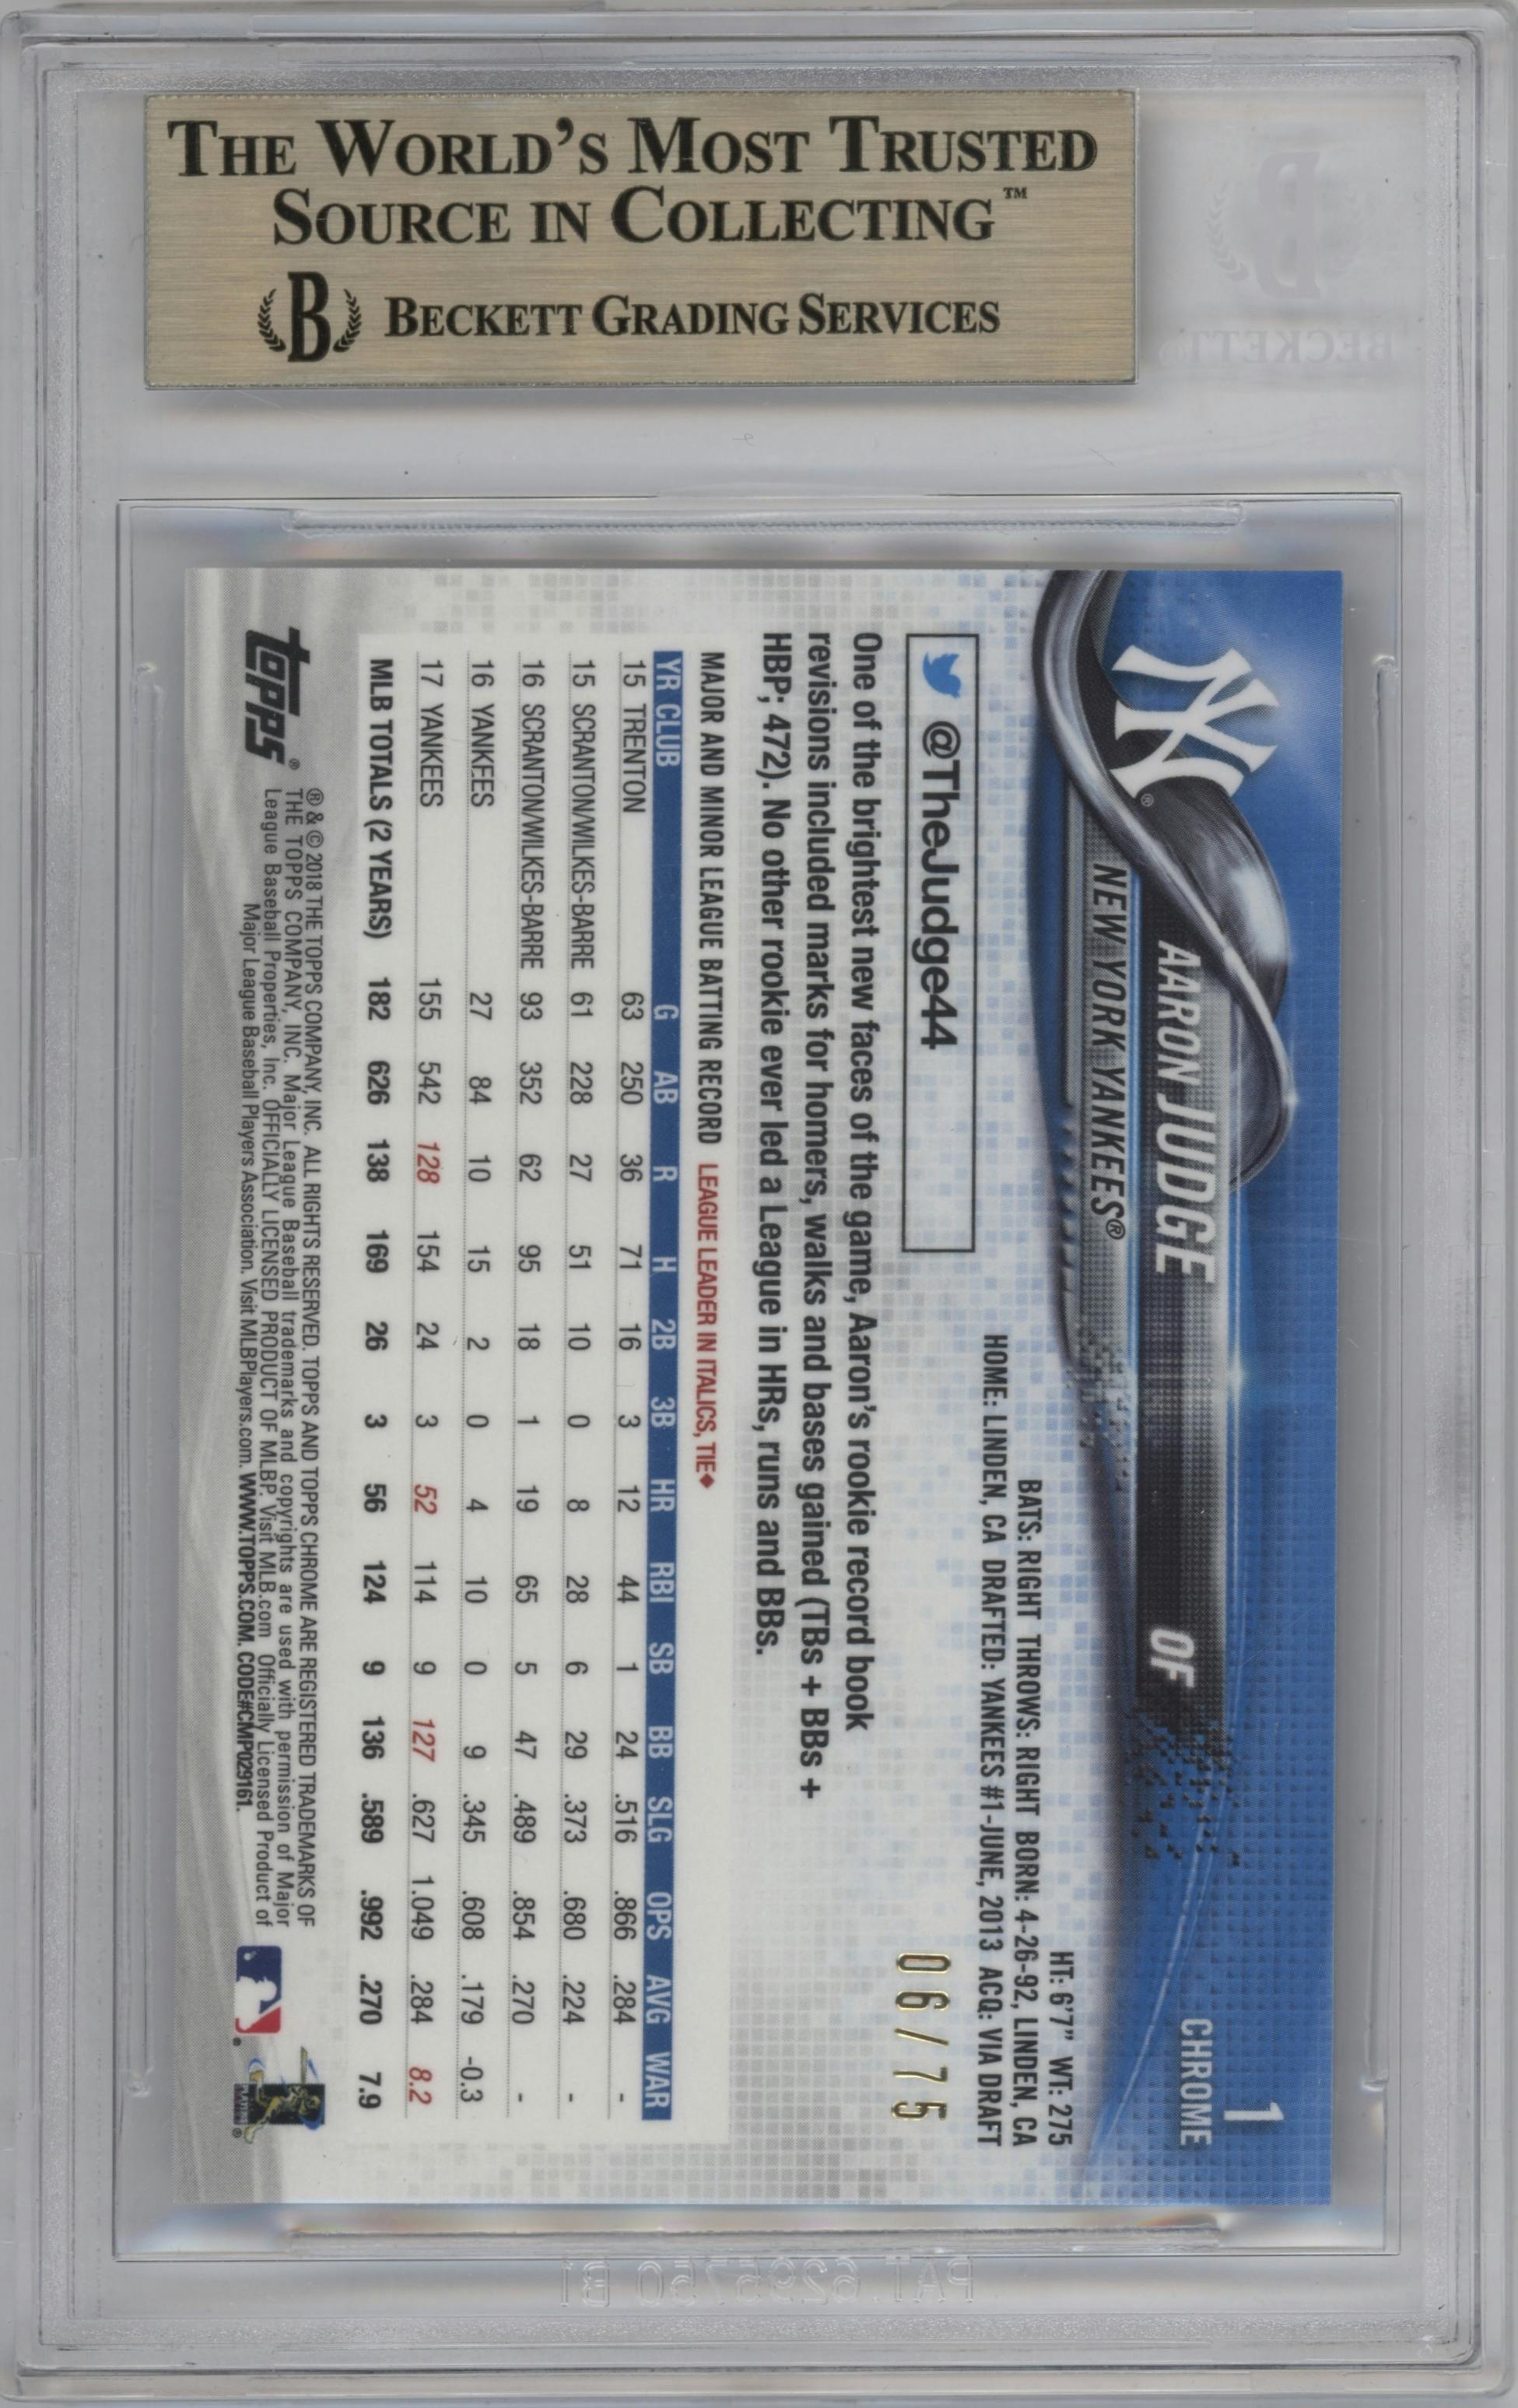 THE WORLD'S MOST TRUSTED
SOURCE IN COLLECTING™
B BECKETT GRADING SERVICES
BECKETT
1
CHROME
AARON JUDGE OF
NEW YORK YANKEES®
HT: 6'7" WT: 275
BATS: RIGHT THROWS: RIGHT BORN: 4-26-92, LINDEN, CA
HOME: LINDEN, CA DRAFTED: YANKEES #1-JUNE, 2013 ACQ: VIA DRAFT
@TheJudge44
06/75
One of the brightest new faces of the game, Aaron's rookie record book
revisions included marks for homers, walks and bases gained (TBs + BBs +
HBP; 472). No other rookie ever led a League in HRs, runs and BBs.
MAJOR AND MINOR LEAGUE BATTING RECORD LEAGUE LEADER IN ITALICS, TIE◆
YR CLUB G AB R H 2B 3B HR RBI SB BB SLG OPS AVG WAR
15 TRENTON 63 250 36 71 16 3 12 44 1 24 .516 .866 .284 -
15 SCRANTON/WILKES-BARRE 61 228 27 51 10 0 8 28 6 29 .373 .680 .224 -
16 SCRANTON/WILKES-BARRE 93 352 62 95 18 1 19 65 5 47 .489 .854 .270 -
16 YANKEES 27 84 10 15 2 0 4 10 0 9 .345 .608 .179 -0.3
17 YANKEES 155 542 128 154 24 3 52 114 9 127 .627 1.049 .284 8.2
MLB TOTALS (2 YEARS) 182 626 138 169 26 3 56 124 9 136 .589 .992 .270 7.9
topps®
® & © 2018 THE TOPPS COMPANY, INC. ALL RIGHTS RESERVED. TOPPS AND TOPPS CHROME ARE REGISTERED TRADEMARKS OF
THE TOPPS COMPANY, INC. Major League Baseball trademarks and copyrights are used with permission of Major
League Baseball Properties, Inc. OFFICIALLY LICENSED PRODUCT OF MLBP. Visit MLB.com Officially Licensed Product of
Major League Baseball Players Association. Visit MLBPlayers.com. WWW.TOPPS.COM. CODE#CMP029161.